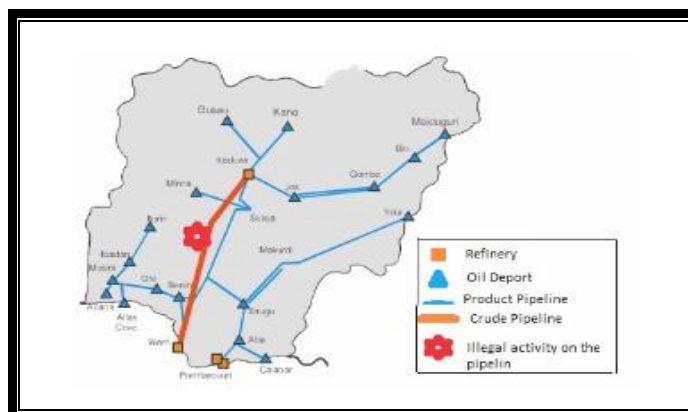 Gusau
Kano
Maiduguri
Kaduna
Biu
Gombe
Minna
Jos
Suleja
Yola
Ilorin
Makurdi
Ibadan
Mosimi
Ore
Benin
Enugu
Atlas
Cove
Warri
Aba
Calabar
Refinery
Oil Deport
Product Pipeline
Crude Pipeline
Illegal activity on the
pipelin